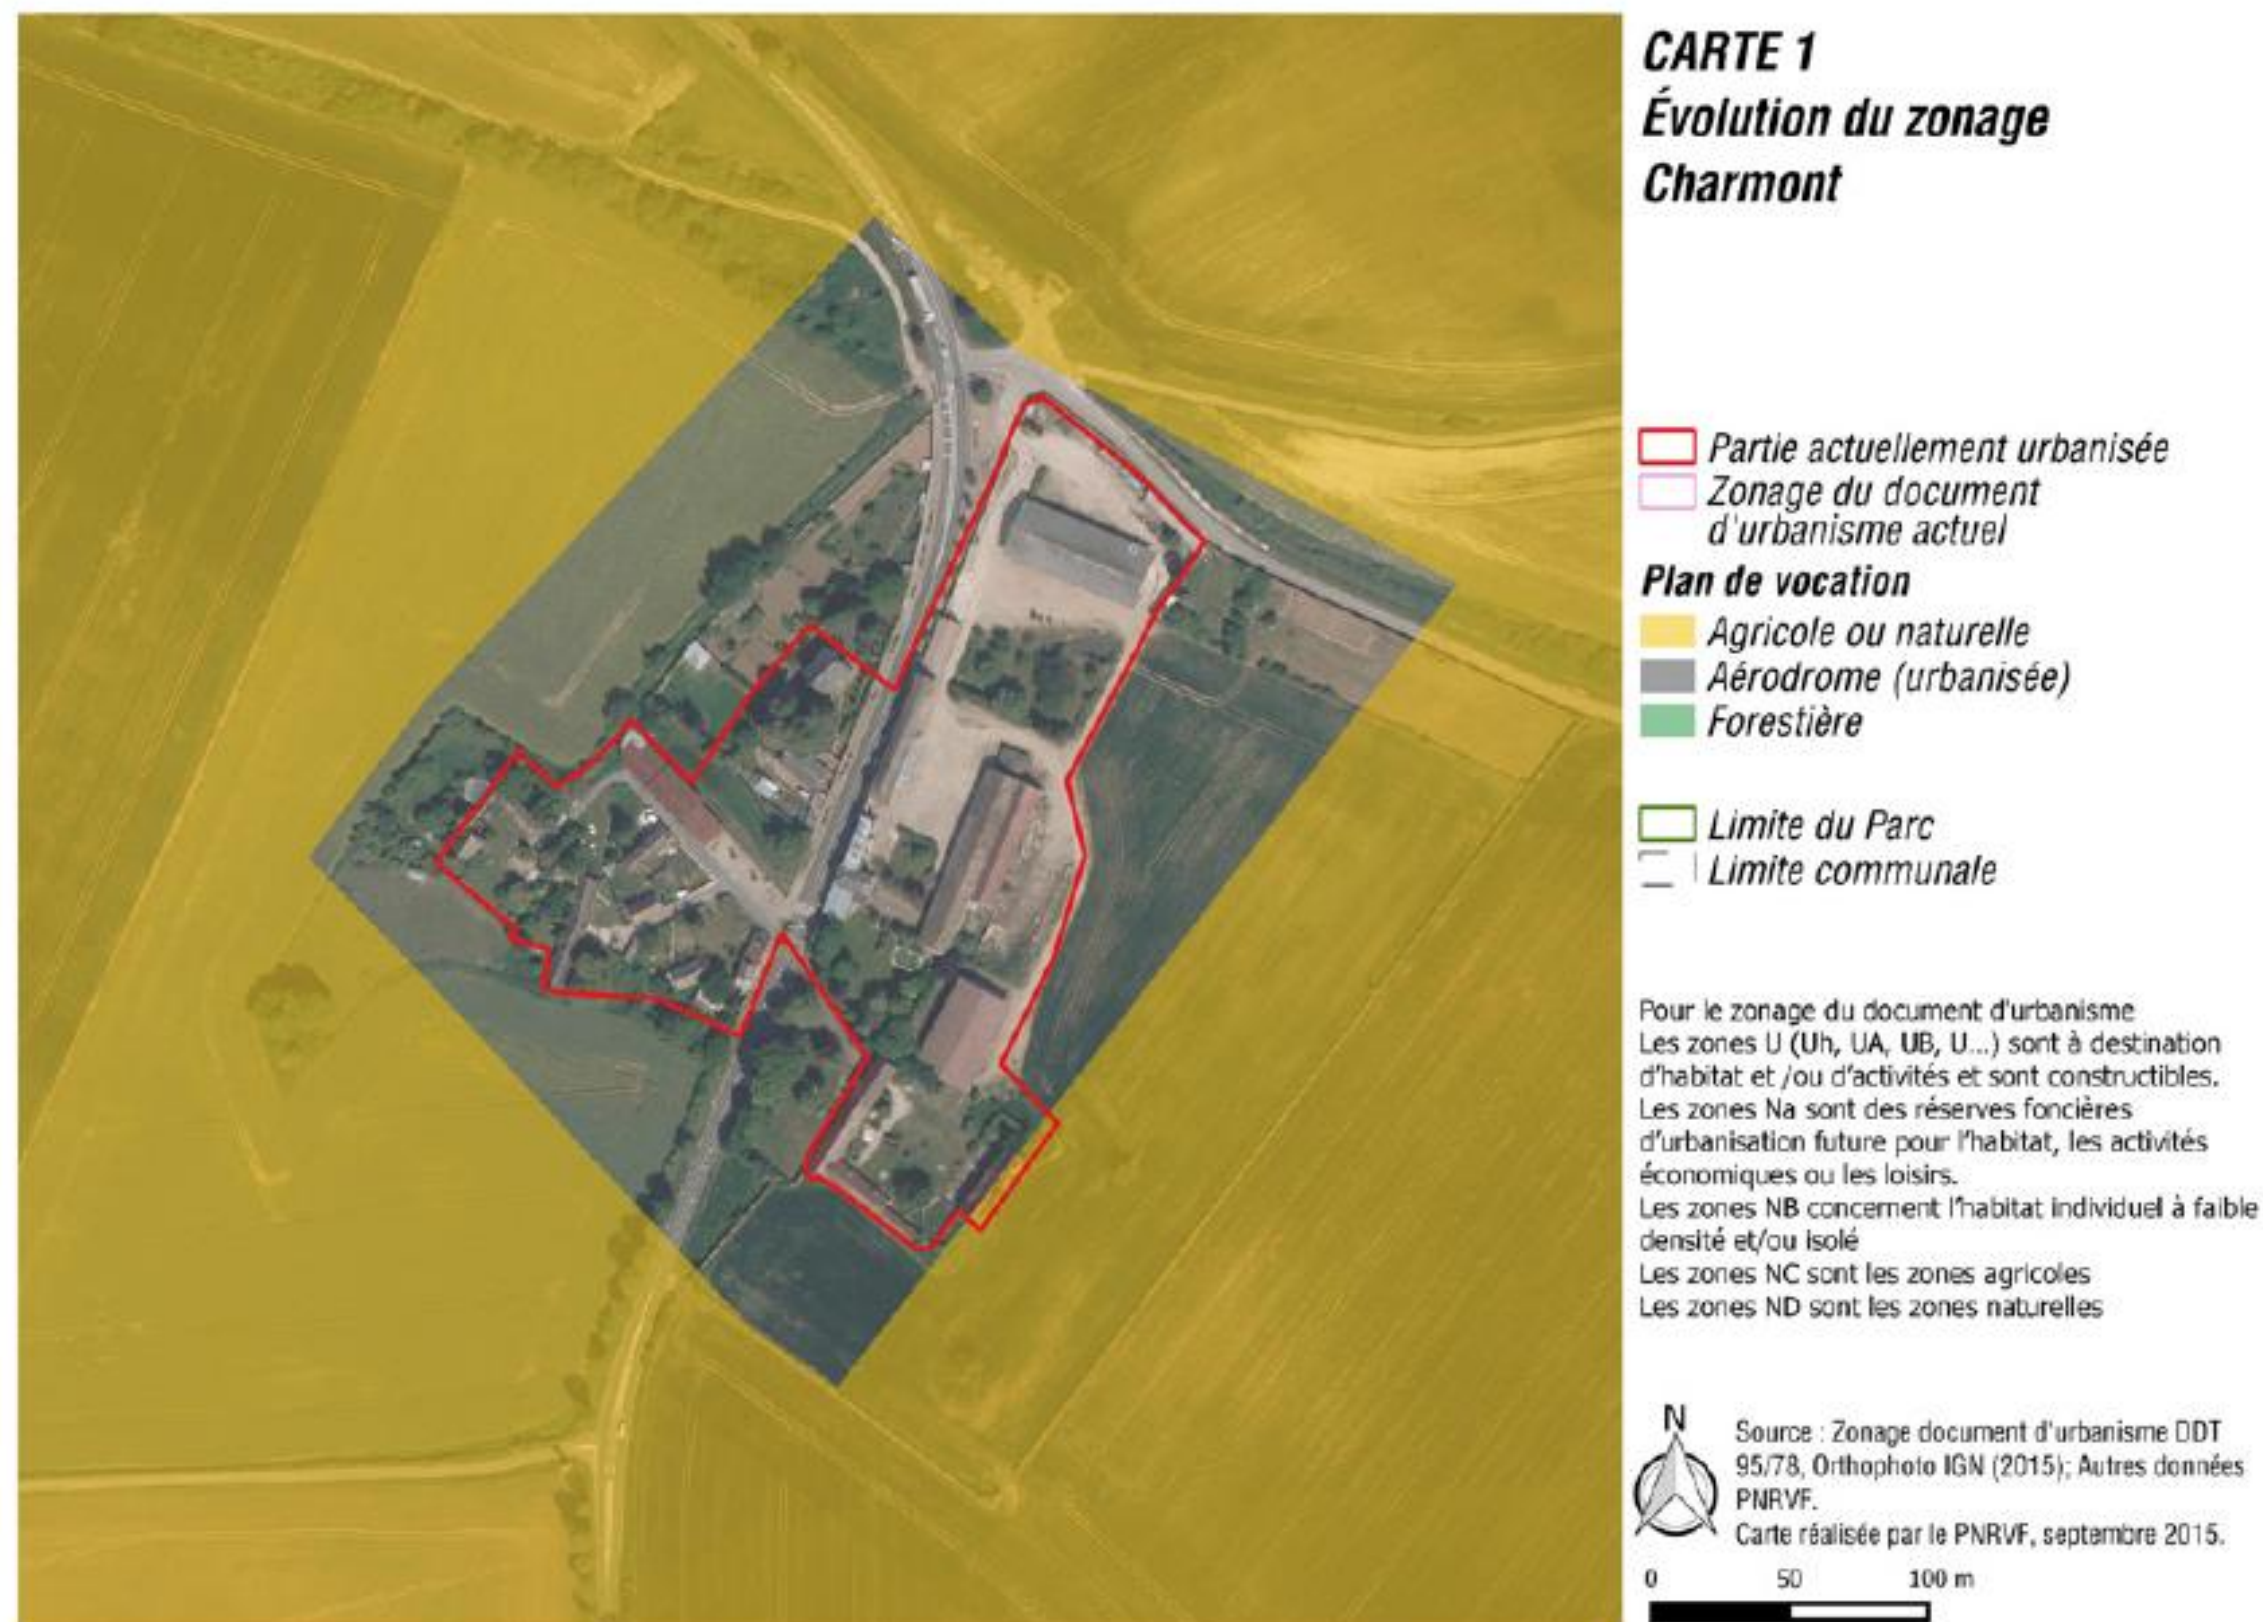 CARTE 1
Évolution du zonage
Charmont
Partie actuellement urbanisée
Zonage du document
d'urbanisme actuel
Plan de vocation
Agricole ou naturelle
Aérodrome (urbanisée)
Forestière
Limite du Parc
Limite communale
Pour le zonage du document d'urbanisme
Les zones U (Uh, UA, UB, U...) sont à destination
d'habitat et /ou d'activités et sont constructibles.
Les zones Na sont des réserves foncières
d'urbanisation future pour l'habitat, les activités
économiques ou les loisirs.
Les zones NB concernent l'habitat individuel à faible
densité et/ou isolé
Les zones NC sont les zones agricoles
Les zones ND sont les zones naturelles
N
Source : Zonage document d'urbanisme DDT
95/78, Orthophoto IGN (2015); Autres données
PNRVF.
Carte réalisée par le PNRVF, septembre 2015.
0 50 100 m